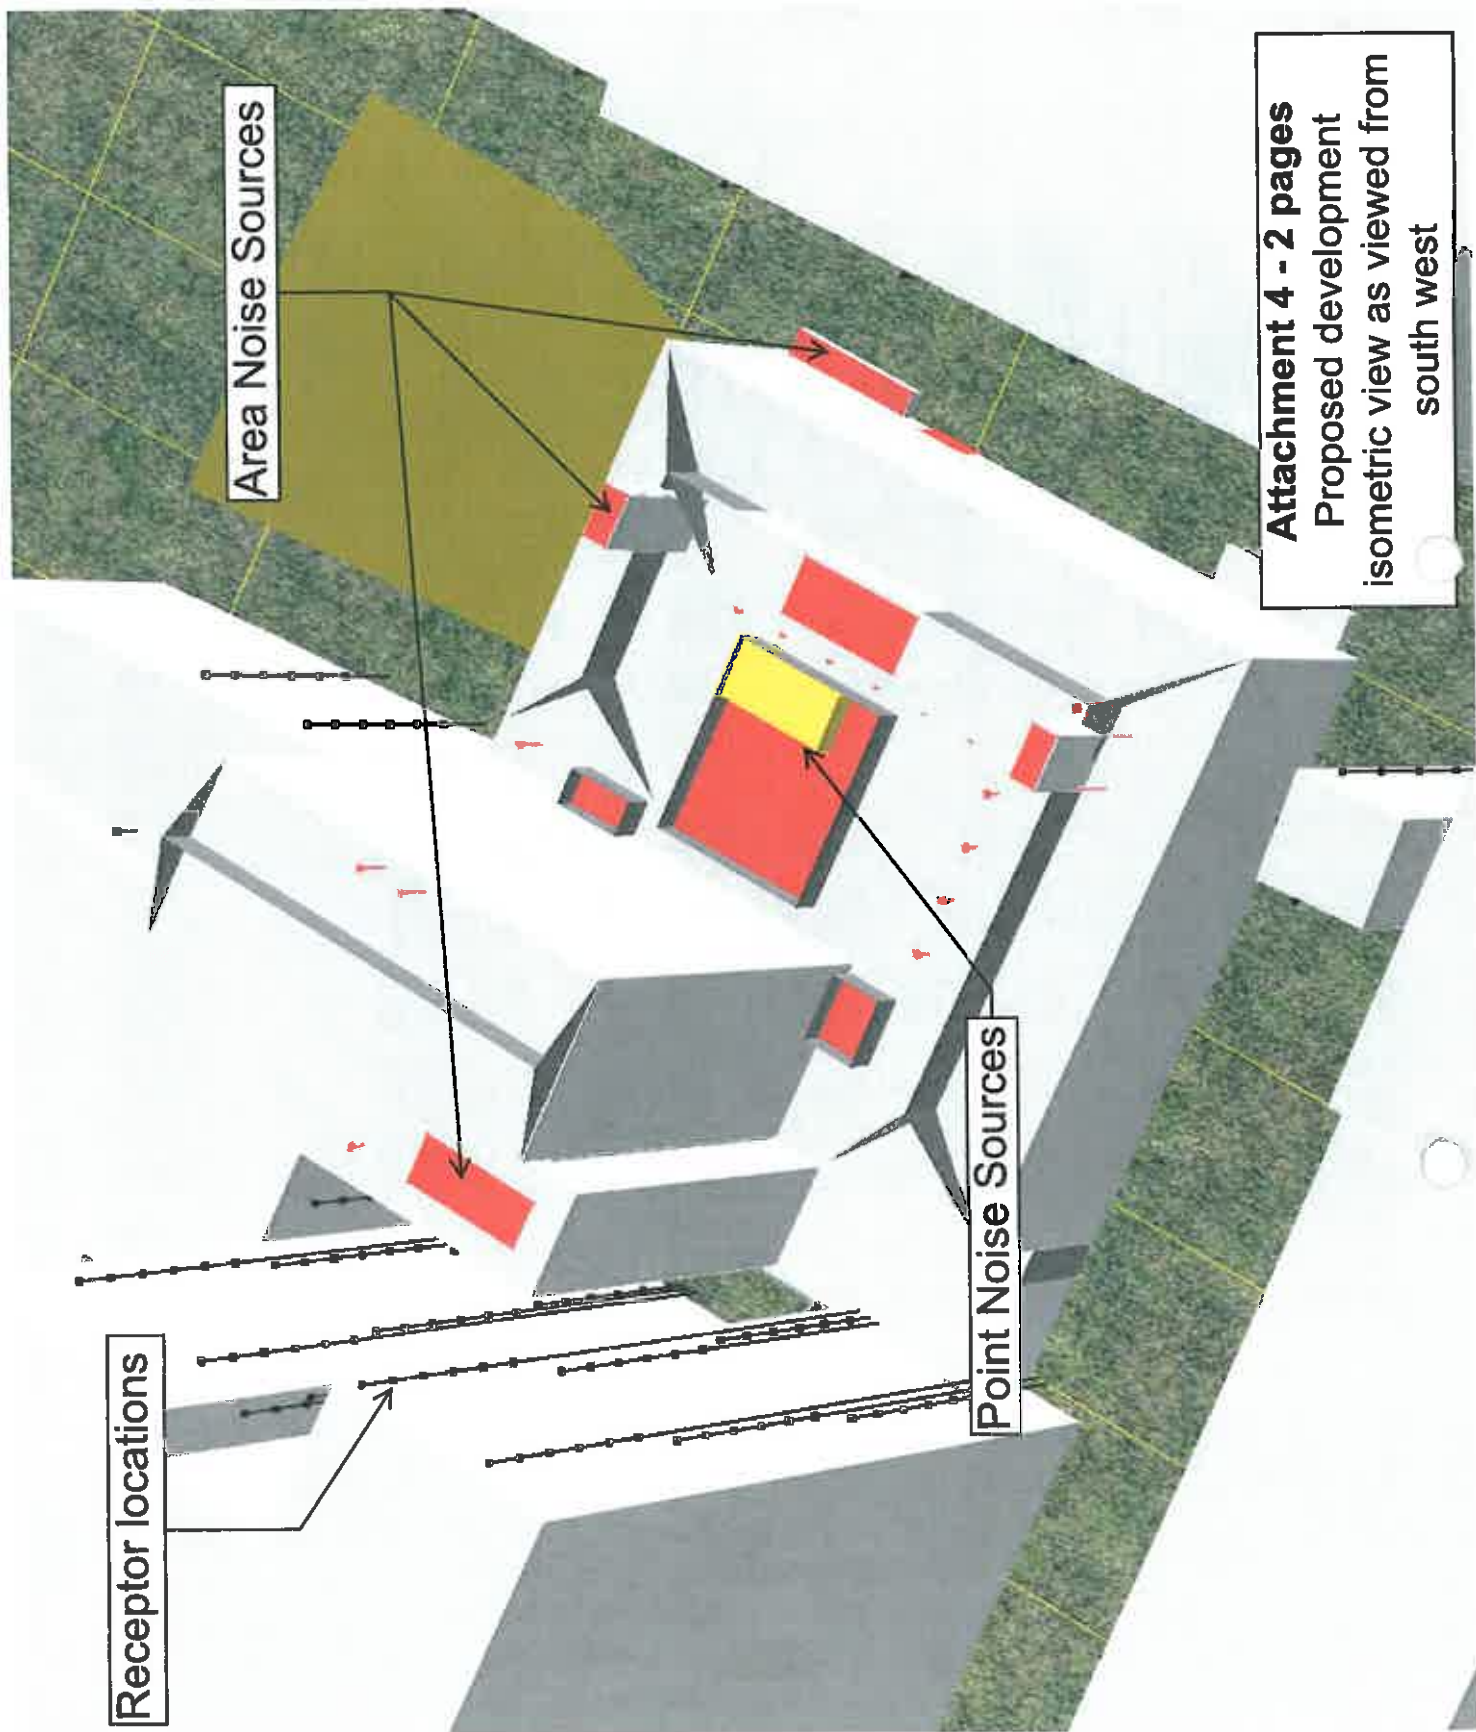 Receptor locations
Area Noise Sources
Point Noise Sources
Attachment 4 - 2 pages
Proposed development
isometric view as viewed from
south west